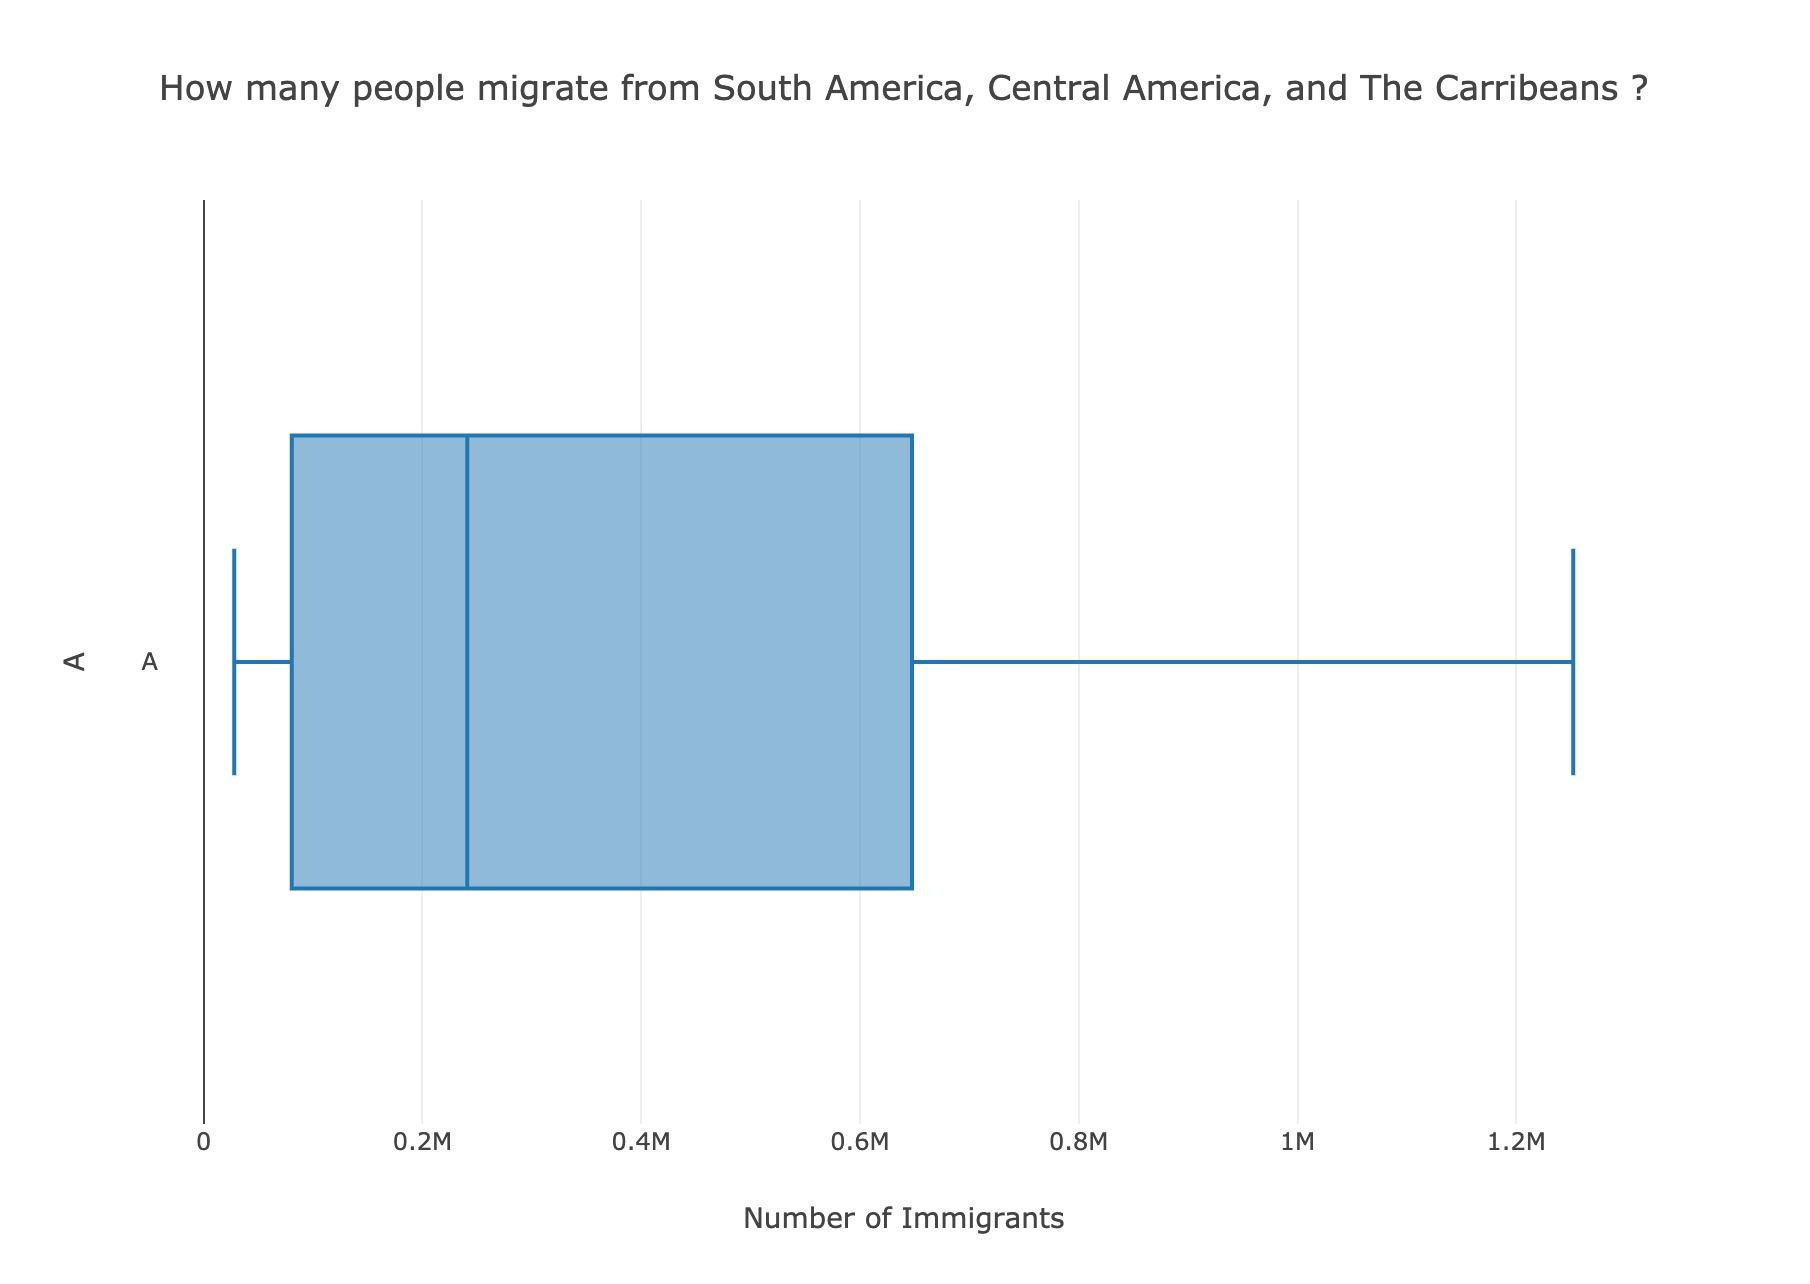 How many people migrate from South America, Central America, and The Carribeans ?
A
A
0 0.2M 0.4M 0.6M 0.8M 1M 1.2M
Number of Immigrants